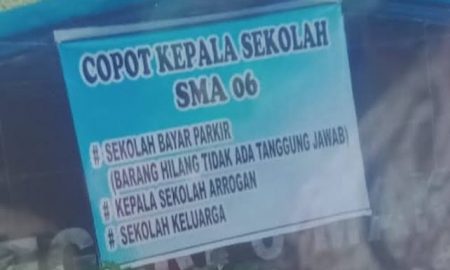 COPOT KEPALA SEKOLAH
SMA 06
# SEKOLAH BAYAR PARKIR
(BARANG HILANG TIDAK ADA TANGGUNG JAWAB)
# KEPALA SEKOLAH ARROGAN
# SEKOLAH KELUARGA